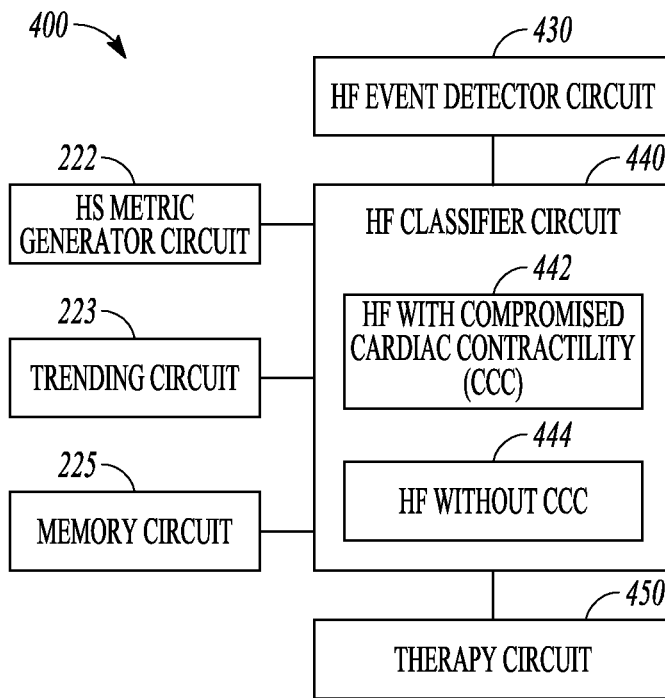 400
430
HF EVENT DETECTOR CIRCUIT
222
HS METRIC
GENERATOR CIRCUIT
440
HF CLASSIFIER CIRCUIT
442
HF WITH COMPROMISED
CARDIAC CONTRACTILITY
(CCC)
223
TRENDING CIRCUIT
444
HF WITHOUT CCC
225
MEMORY CIRCUIT
450
THERAPY CIRCUIT